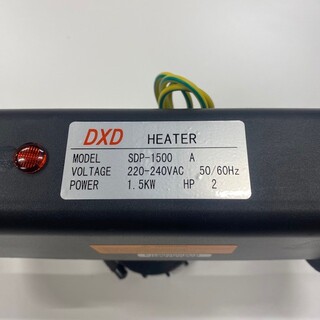 DXD HEATER
MODEL SDP-1500 A
VOLTAGE 220-240VAC 50/60Hz
POWER 1.5KW HP 2